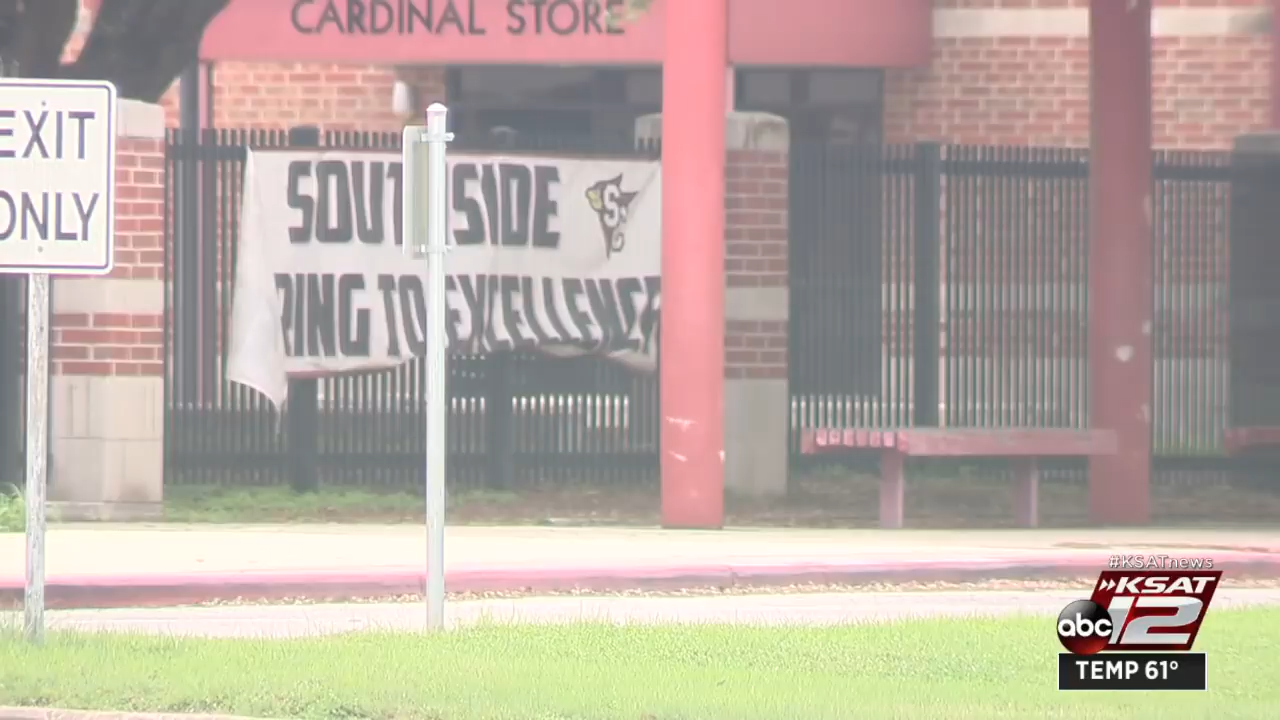 CARDINAL STORE
EXIT
ONLY
SOUTHSIDE
S
RING TO EXCELLENCE
#KSATnews
KSAT
abc 12
TEMP 61°